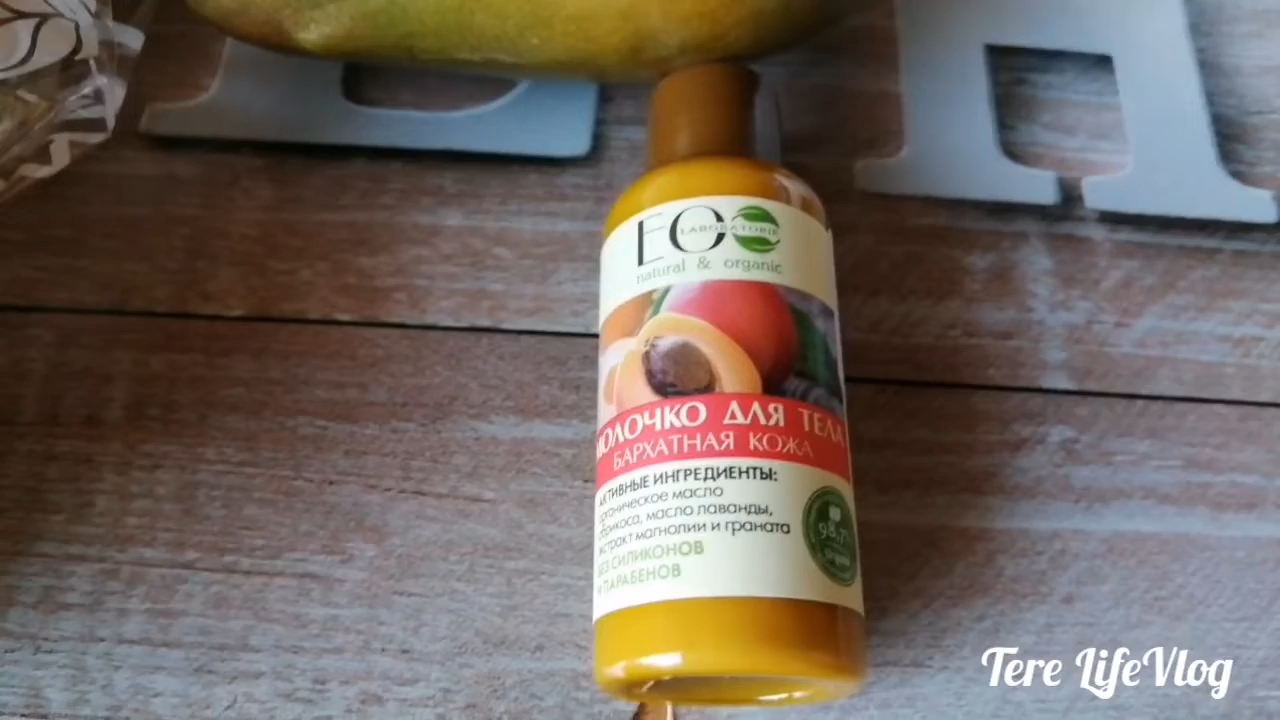 EO
LABORATORIE
natural & organic
МОЛОЧКО ДЛЯ ТЕЛА
БАРХАТНАЯ КОЖА
АКТИВНЫЕ ИНГРЕДИЕНТЫ:
органическое масло
абрикоса, масло лаванды,
экстракт магнолии и граната
БЕЗ СИЛИКОНОВ
И ПАРАБЕНОВ
Tere LifeVlog